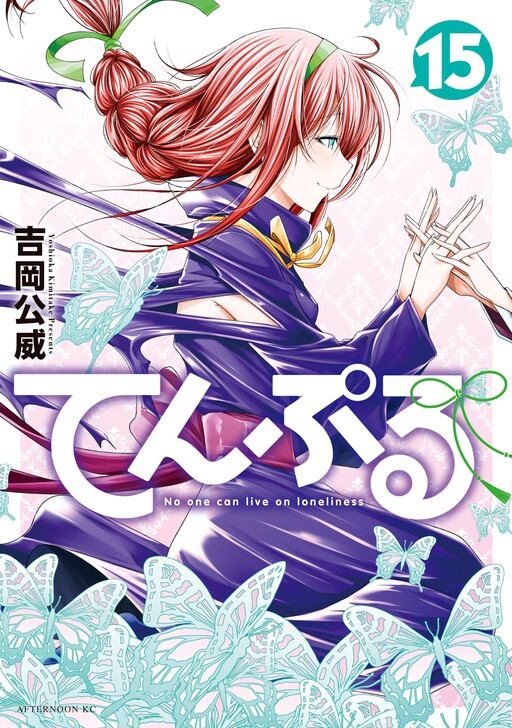 15
吉岡公威
Yoshioka Kimitake Presents
てんぷる
No one can live on loneliness
AFTERNOON KC